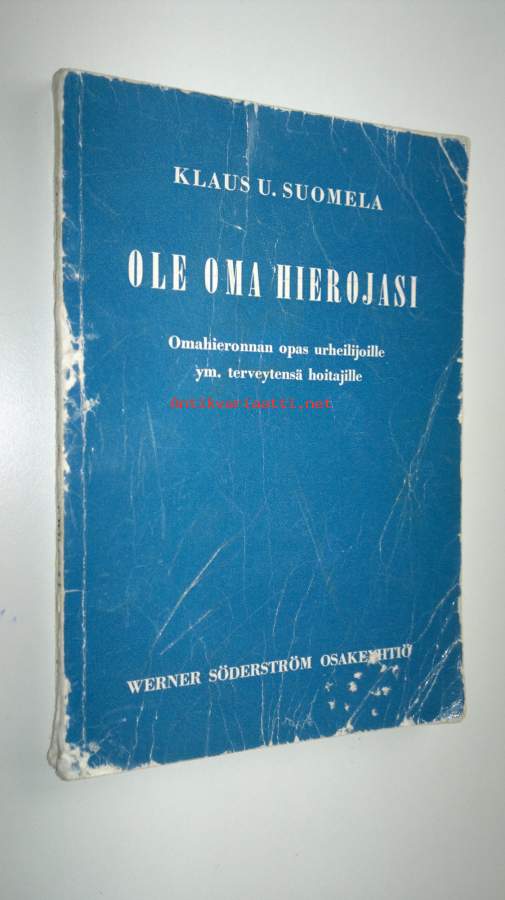 KLAUS U. SUOMELA
OLE OMA HIEROJASI
Omahieronnan opas urheilijoille
ym. terveytensä hoitajille
antikvariaatti.net
WERNER SÖDERSTRÖM OSAKEYHTIÖ